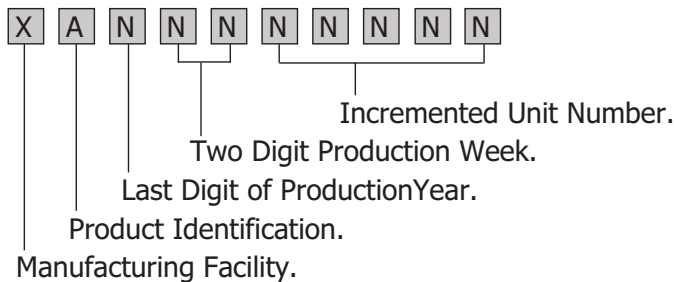 X A N N N N N N N N
Incremented Unit Number.
Two Digit Production Week.
Last Digit of ProductionYear.
Product Identification.
Manufacturing Facility.